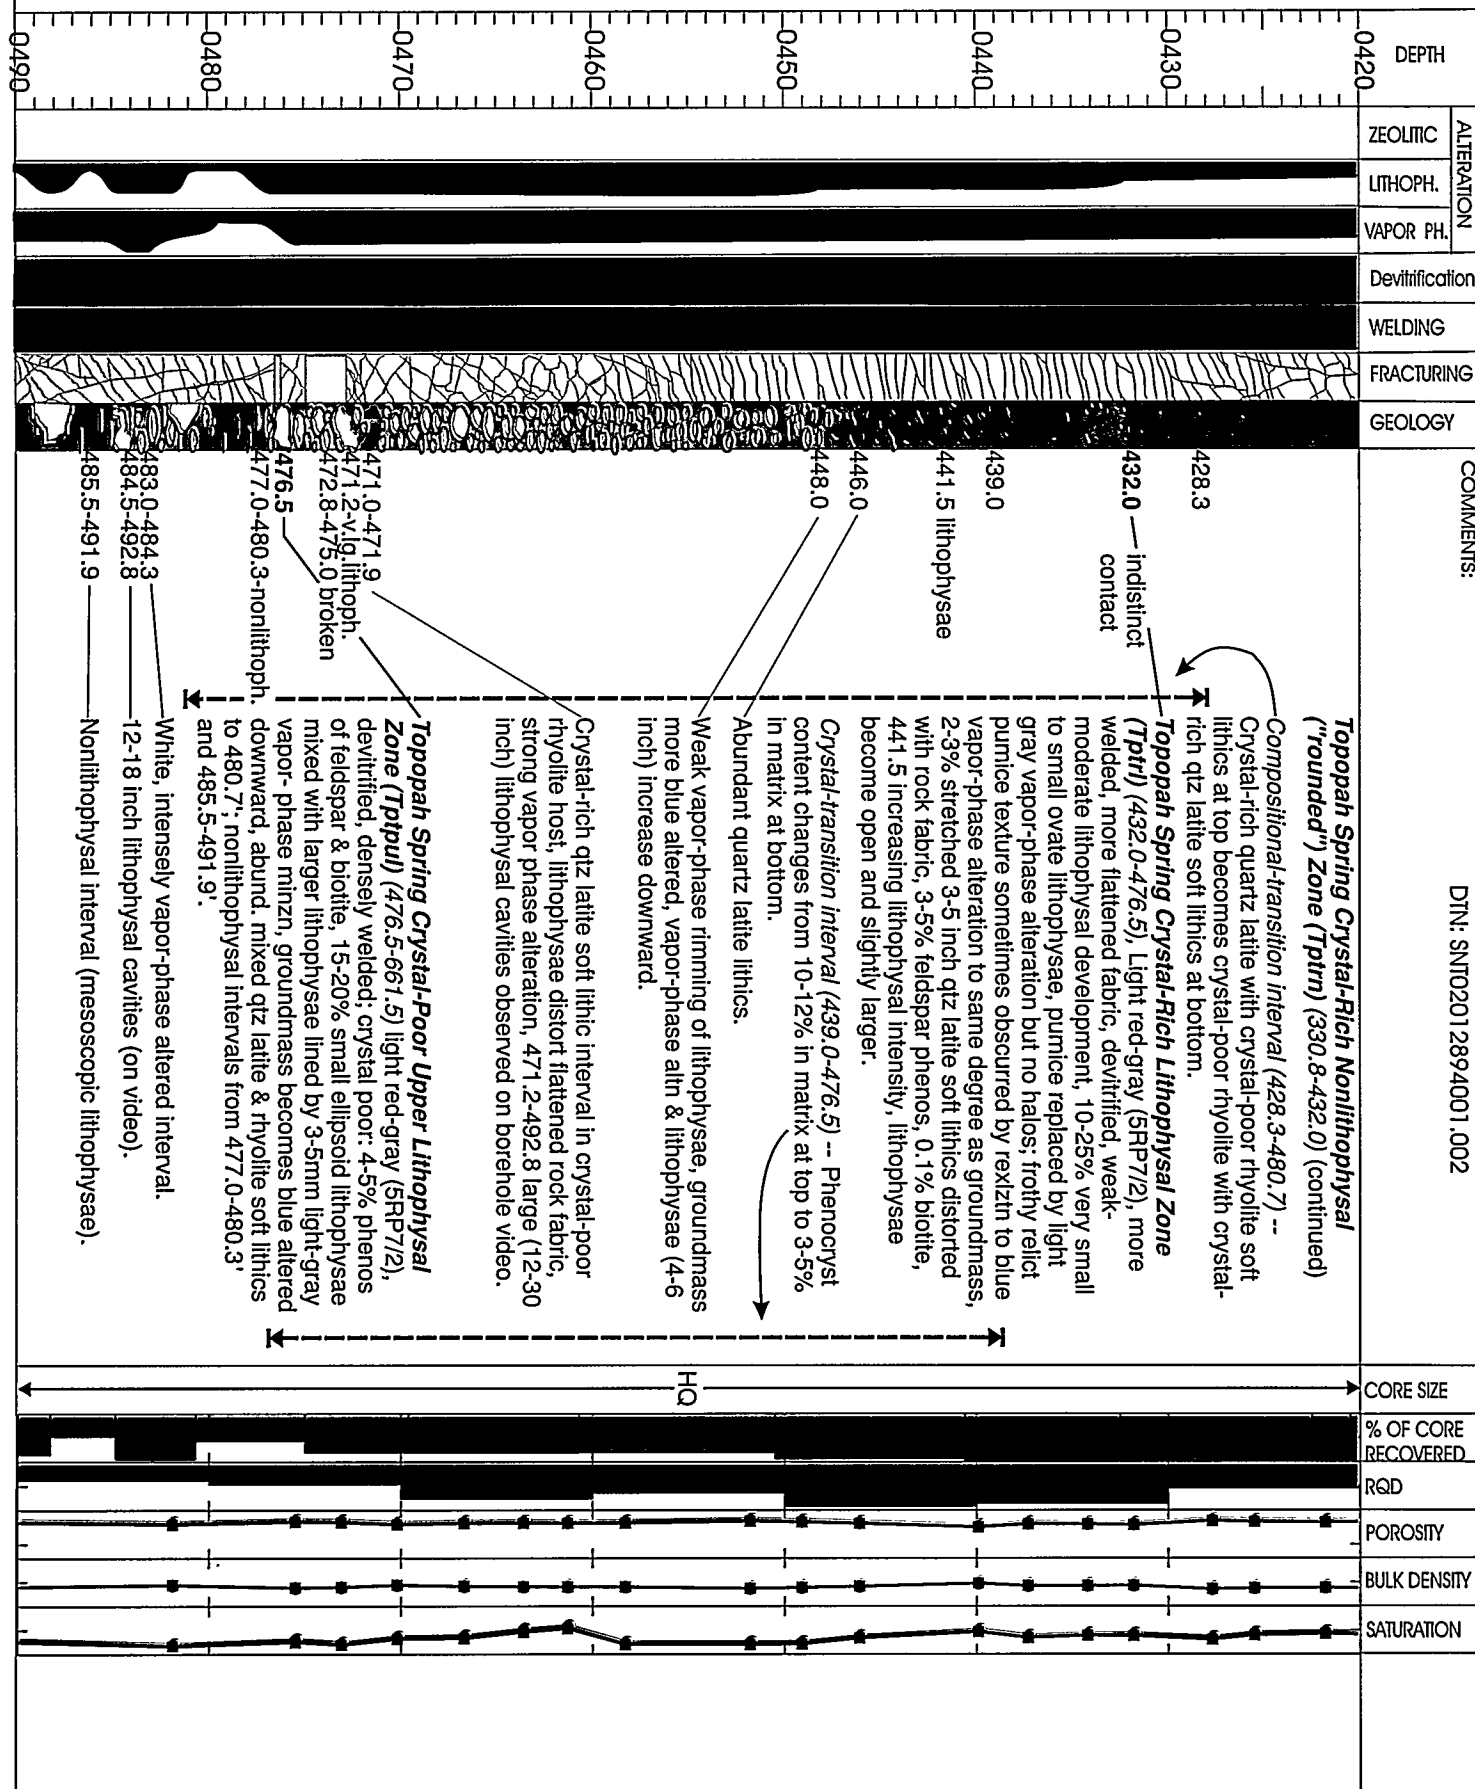 DTN: SNT02012894001.002
DEPTH
ALTERATION
ZEOLITIC
LITHOPH.
VAPOR PH.
Devitrification
WELDING
FRACTURING
GEOLOGY
COMMENTS:
CORE SIZE
% OF CORE
RECOVERED
RQD
POROSITY
BULK DENSITY
SATURATION
0420
0430
0440
0450
0460
0470
0480
0490
HQ
428.3
432.0
indistinct
contact
439.0
441.5 lithophysae
446.0
448.0
471.0-471.9
471.2-v.lg.lithoph.
472.8-475.0 broken
476.5
477.0-480.3-nonlithoph.
483.0-484.3
484.5-492.8
485.5-491.9
Topopah Spring Crystal-Rich Nonlithophysal
("rounded") Zone (Tptrn) (330.8-432.0) (continued)
Compositional-transition interval (428.3-480.7) --
Crystal-rich quartz latite with crystal-poor rhyolite soft
lithics at top becomes crystal-poor rhyolite with crystal-
rich qtz latite soft lithics at bottom.
Topopah Spring Crystal-Rich Lithophysal Zone
(Tptrl) (432.0-476.5), Light red-gray (5RP7/2), more
welded, more flattened fabric, devitrified, weak-
moderate lithophysal development, 10-25% very small
to small ovate lithophysae, pumice replaced by light
gray vapor-phase alteration but no halos; frothy relict
pumice texture sometimes obscurred by rexlztn to blue
vapor-phase alteration to same degree as groundmass,
2-3% stretched 3-5 inch qtz latite soft lithics distorted
with rock fabric, 3-5% feldspar phenos, 0.1% biotite,
441.5 increasing lithophysal intensity, lithophysae
become open and slightly larger.
Crystal-transition interval (439.0-476.5) -- Phenocryst
content changes from 10-12% in matrix at top to 3-5%
in matrix at bottom.
Abundant quartz latite lithics.
Weak vapor-phase rimming of lithophysae, groundmass
more blue altered, vapor-phase altn & lithophysae (4-6
inch) increase downward.
Crystal-rich qtz latite soft lithic interval in crystal-poor
rhyolite host, lithophysae distort flattened rock fabric,
strong vapor phase alteration, 471.2-492.8 large (12-30
inch) lithophysal cavities observed on borehole video.
Topopah Spring Crystal-Poor Upper Lithophysal
Zone (Tptpul) (476.5-661.5) light red-gray (5RP7/2),
devitrified, densely welded; crystal poor: 4-5% phenos
of feldspar & biotite, 15-20% small ellipsoid lithophysae
mixed with larger lithophysae lined by 3-5mm light-gray
vapor- phase minzn, groundmass becomes blue altered
downward, abund. mixed qtz latite & rhyolite soft lithics
to 480.7'; nonlithophysal intervals from 477.0-480.3'
and 485.5-491.9'.
White, intensely vapor-phase altered interval.
12-18 inch lithophysal cavities (on video).
Nonlithophysal interval (mesoscopic lithophysae).